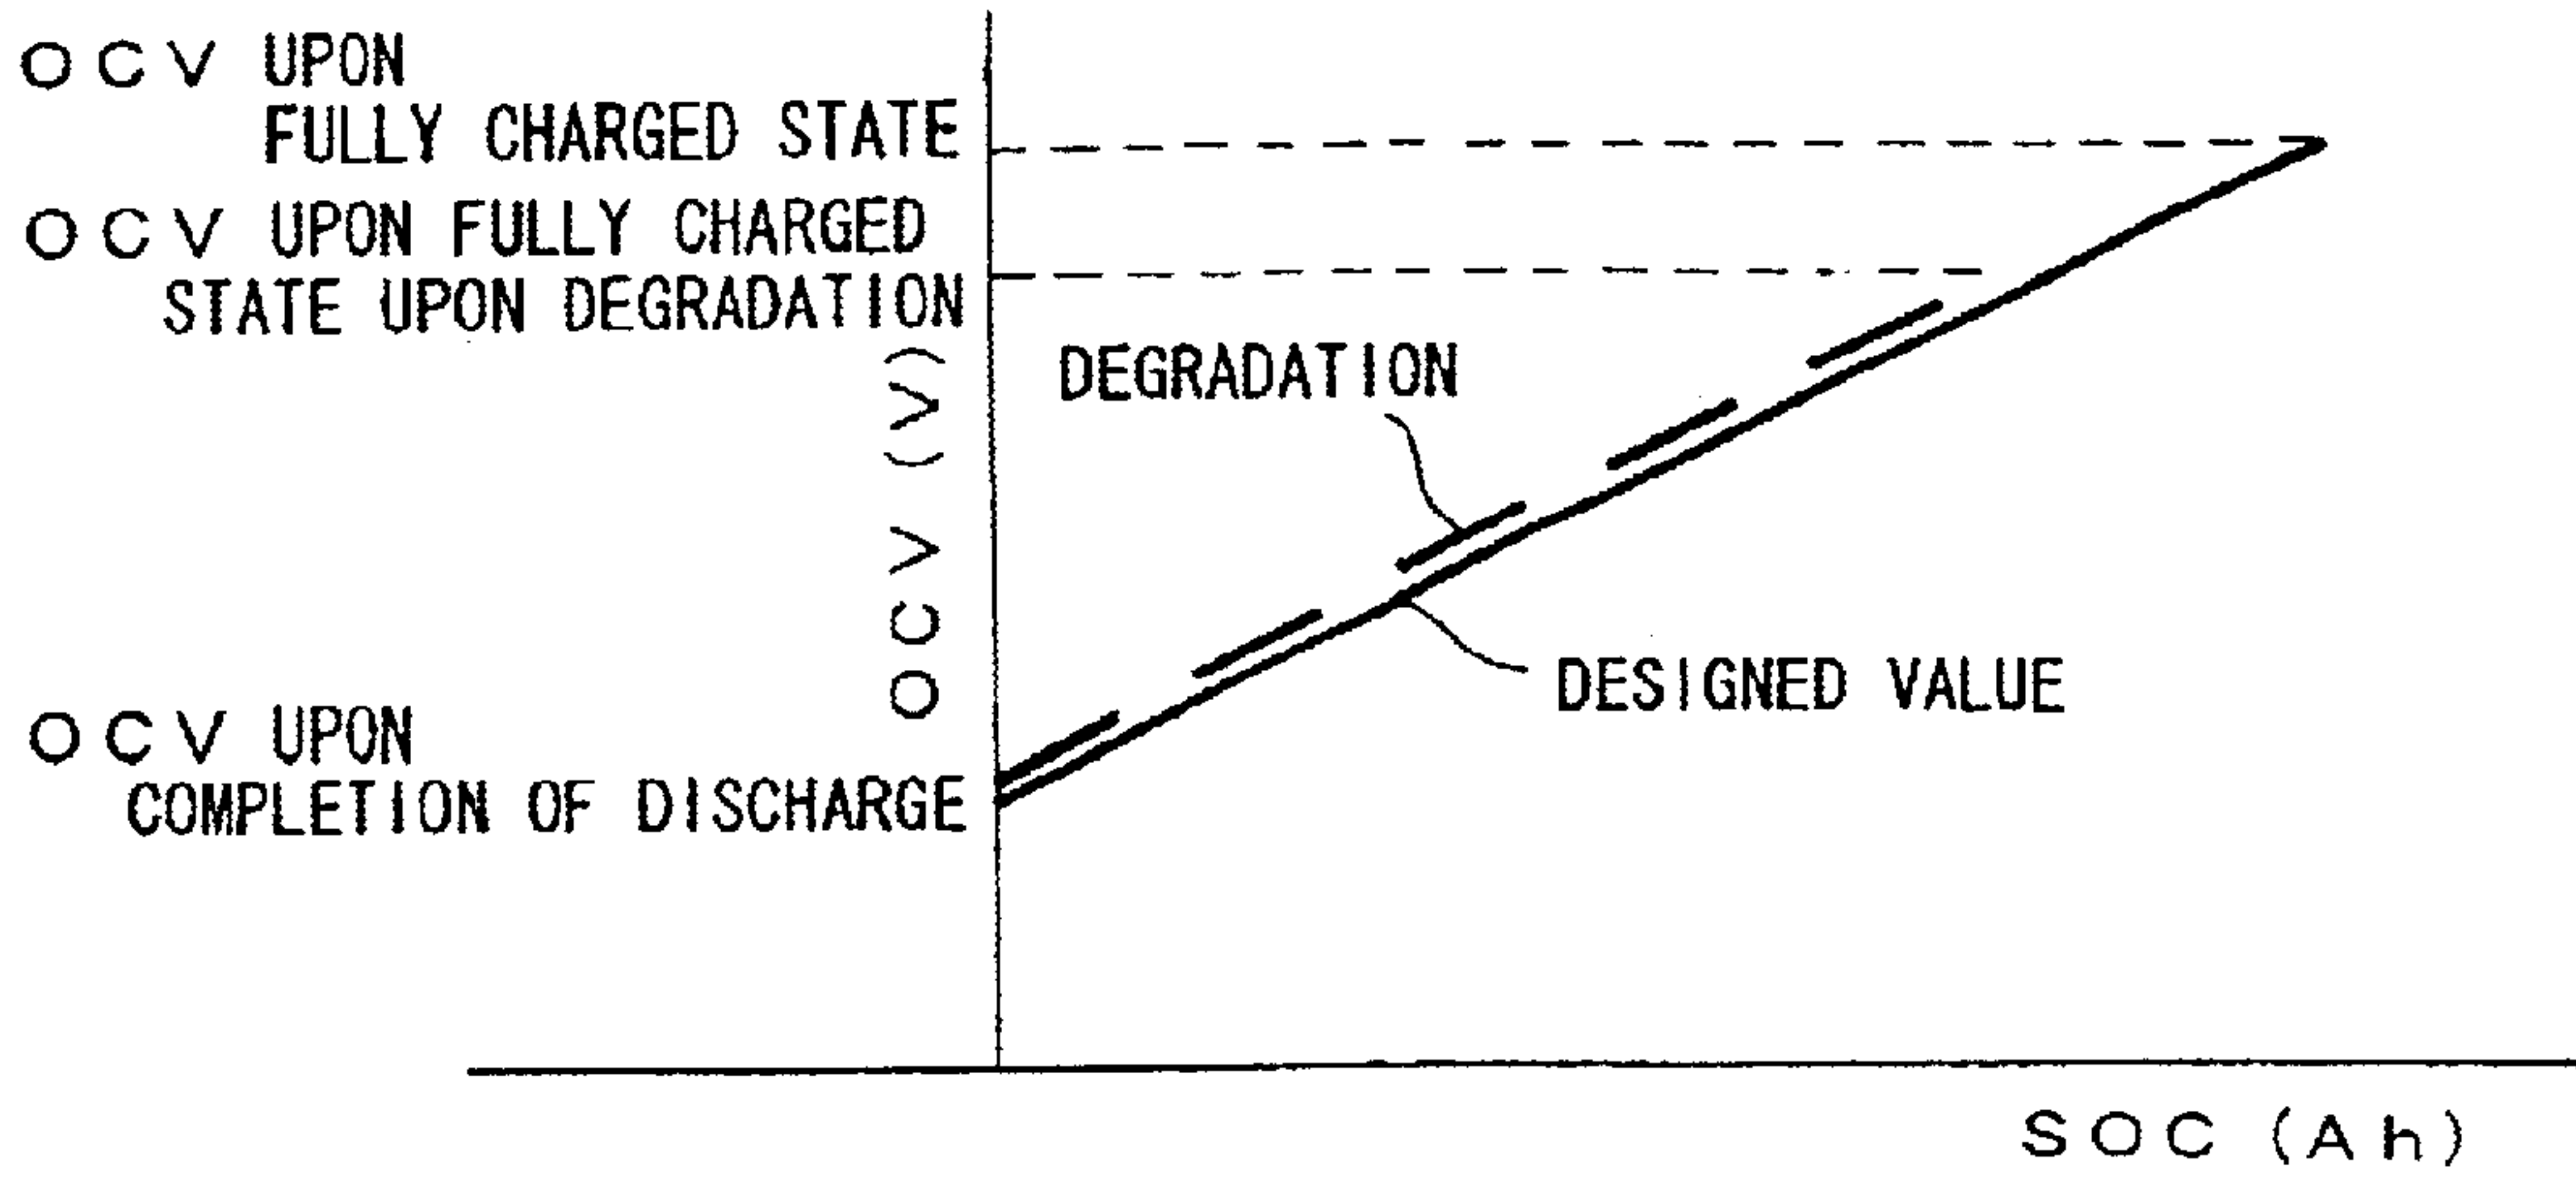 OCV UPON
FULLY CHARGED STATE
OCV UPON FULLY CHARGED
STATE UPON DEGRADATION
OCV (V)
DEGRADATION
DESIGNED VALUE
OCV UPON
COMPLETION OF DISCHARGE
SOC (Ah)